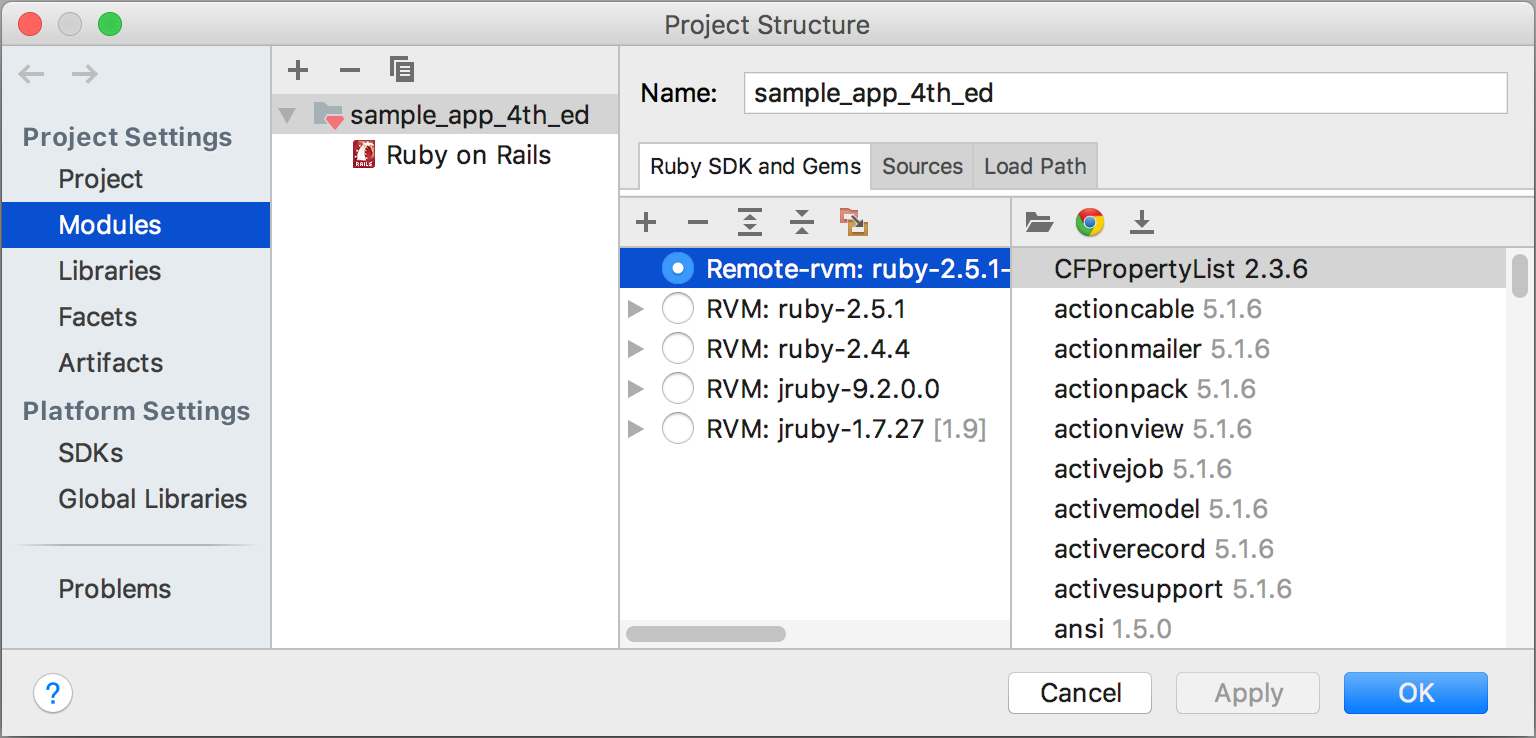 Project Structure
Project Settings
Project
Modules
Libraries
Facets
Artifacts
Platform Settings
SDKs
Global Libraries
Problems
sample_app_4th_ed
RAILS
Ruby on Rails
Name:
sample_app_4th_ed
Ruby SDK and Gems
Sources
Load Path
Remote-rvm: ruby-2.5.1-
RVM: ruby-2.5.1
RVM: ruby-2.4.4
RVM: jruby-9.2.0.0
RVM: jruby-1.7.27 [1.9]
CFPropertyList 2.3.6
actioncable 5.1.6
actionmailer 5.1.6
actionpack 5.1.6
actionview 5.1.6
activejob 5.1.6
activemodel 5.1.6
activerecord 5.1.6
activesupport 5.1.6
ansi 1.5.0
?
Cancel
Apply
OK